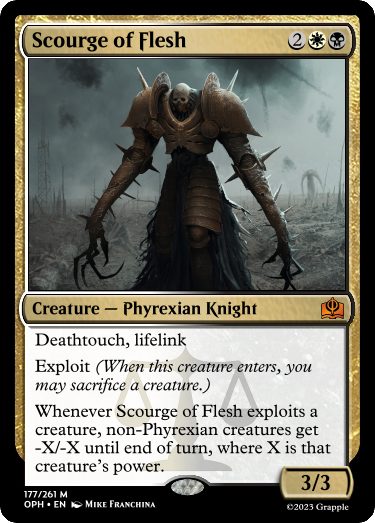 Scourge of Flesh 2
Creature — Phyrexian Knight
Deathtouch, lifelink
Exploit (When this creature enters, you
may sacrifice a creature.)
Whenever Scourge of Flesh exploits a
creature, non-Phyrexian creatures get
-X/-X until end of turn, where X is that
creature's power.
3/3
177/261 M
OPH • EN Mike Franchina
©2023 Grapple